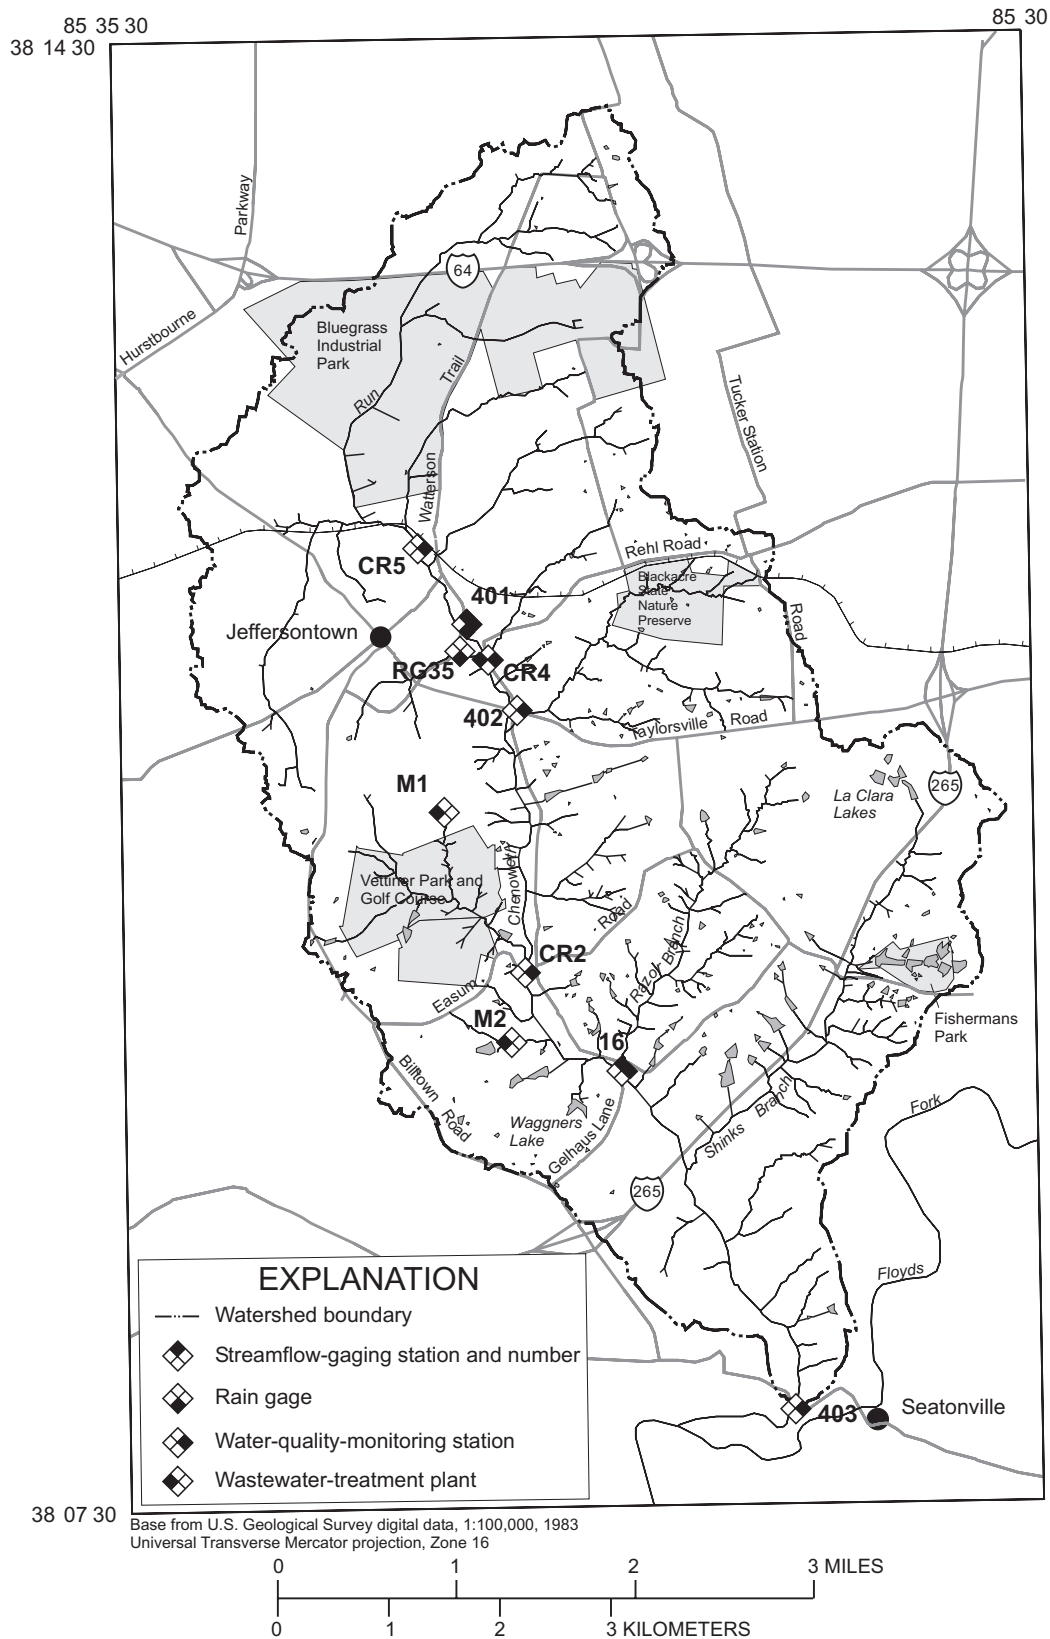 85 35 30
85 30
38 14 30
Parkway
64
Hurstbourne
Bluegrass
Industrial
Park
Trail
Run
Tucker Station
Watterson
Rehl Road
CR5
Blackacre
State
Nature
Preserve
401
Road
Jeffersontown
RG35
CR4
402
Taylorsville Road
M1
265
La Clara
Lakes
Vettiner Park and
Golf Course
Chenoweth
Road
Razor Branch
CR2
Easum
M2
16
Fishermans
Park
Billtown
Road
Waggners
Lake
Gelhaus Lane
Shinks Branch
Fork
265
Floyds
EXPLANATION
Watershed boundary
Streamflow-gaging station and number
Rain gage
Water-quality-monitoring station
Wastewater-treatment plant
403
Seatonville
38 07 30
Base from U.S. Geological Survey digital data, 1:100,000, 1983
Universal Transverse Mercator projection, Zone 16
0 1 2 3 MILES
0 1 2 3 KILOMETERS